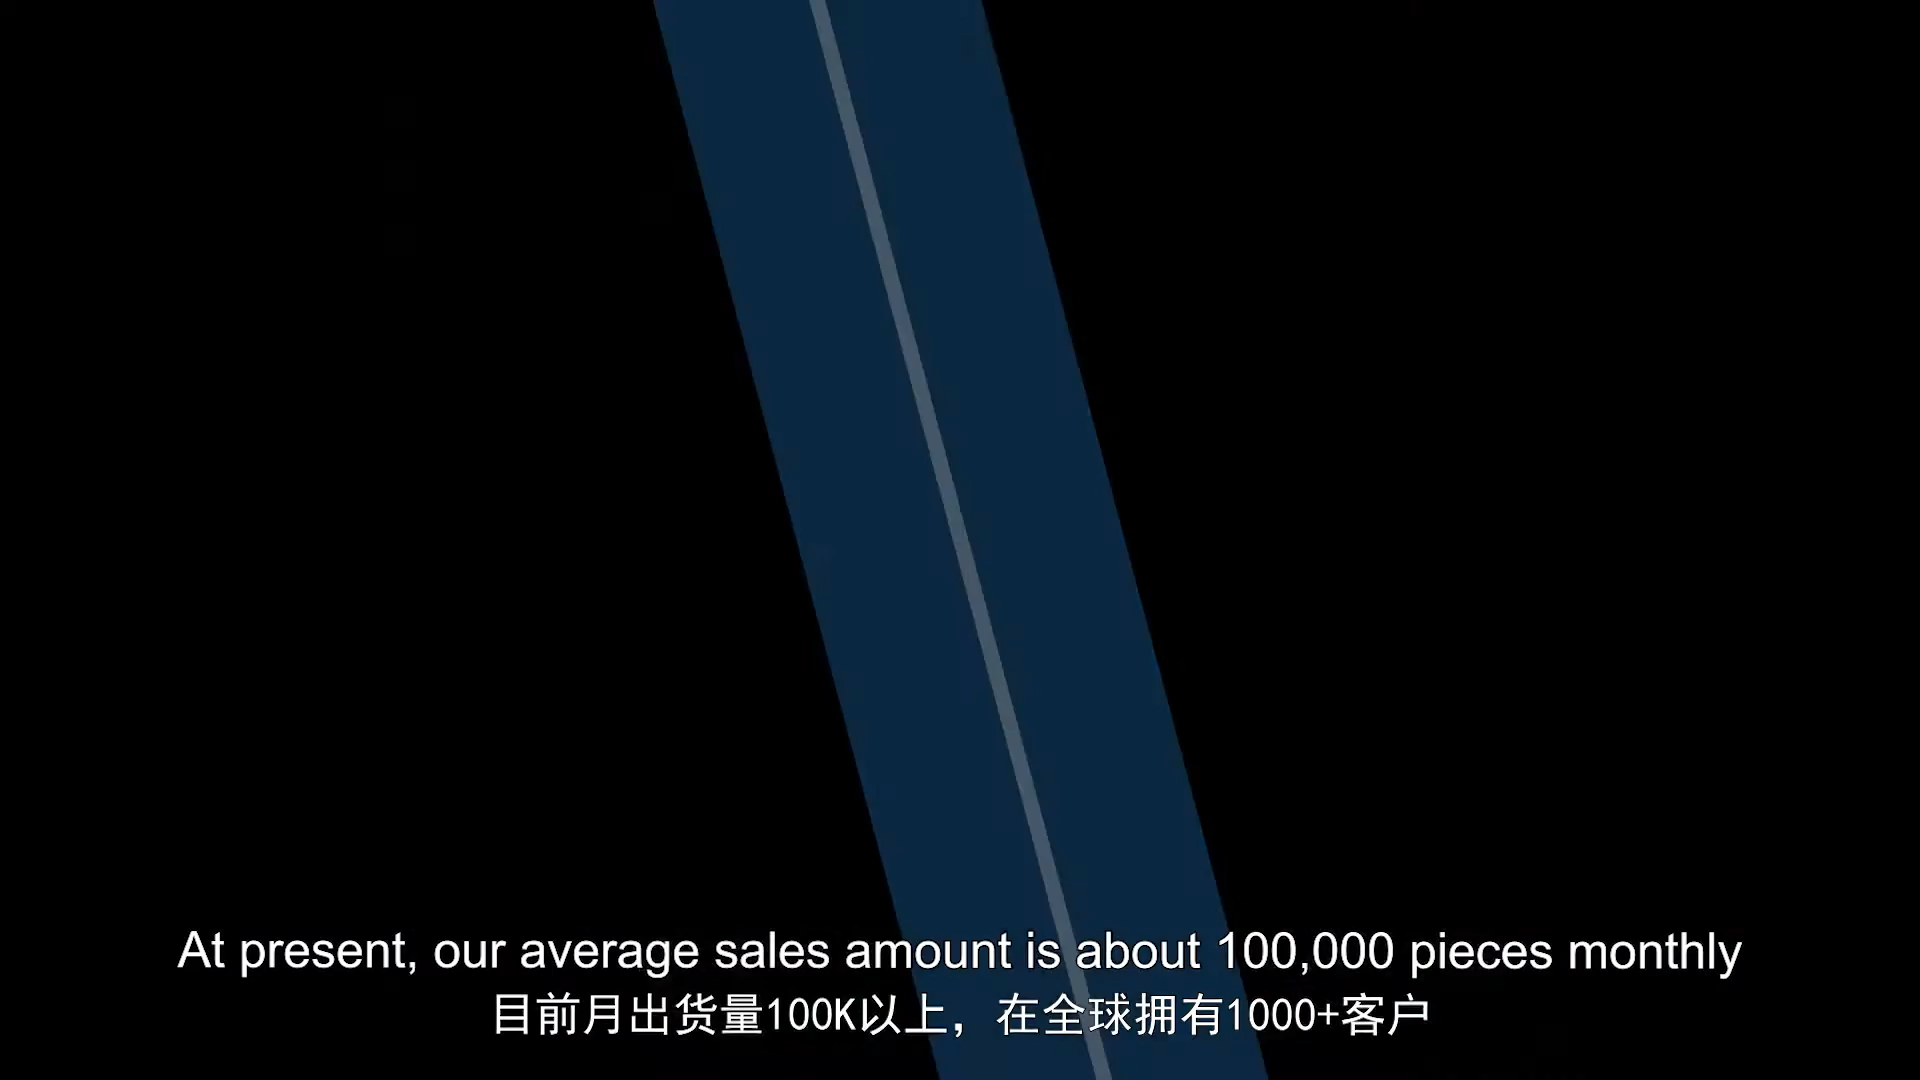 At present, our average sales amount is about 100,000 pieces monthly
目前月出货量100K以上，在全球拥有1000+客户